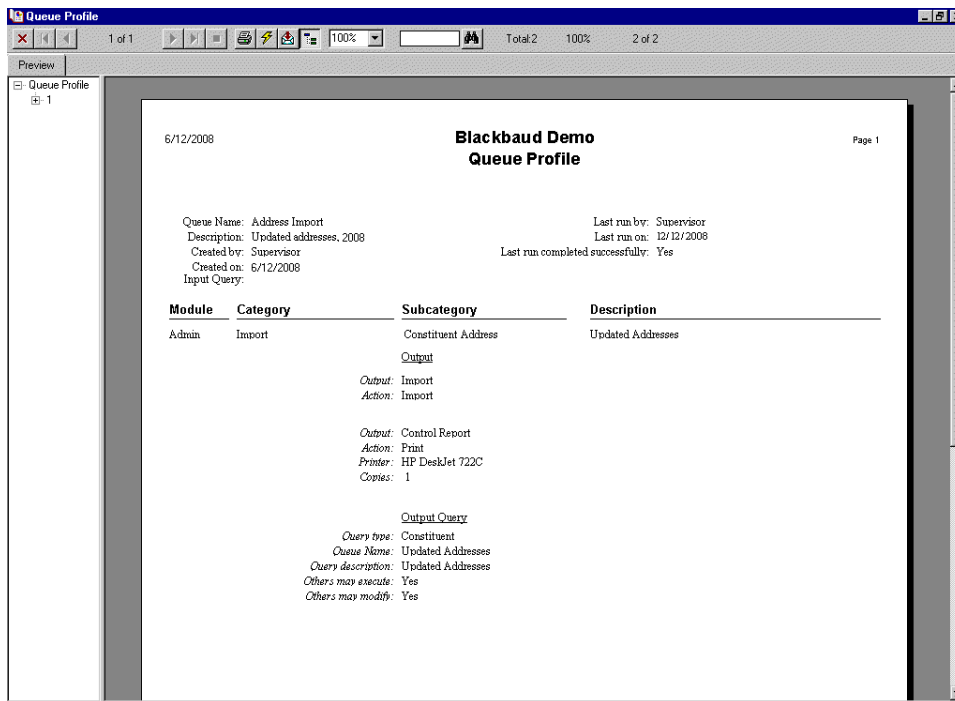 Queue Profile
1 of 1 100% Total:2 100% 2 of 2
Preview
Queue Profile
1
6/12/2008 Blackbaud Demo Page 1
Queue Profile
Queue Name: Address Import Last run by: Supervisor
Description: Updated addresses, 2008 Last run on: 12/12/2008
Created by: Supervisor Last run completed successfully: Yes
Created on: 6/12/2008
Input Query:
Module Category Subcategory Description
Admin Import Constituent Address Updated Addresses
Output
Output: Import
Action: Import
Output: Control Report
Action: Print
Printer: HP DeskJet 722C
Copies: 1
Output Query
Query type: Constituent
Queue Name: Updated Addresses
Query description: Updated Addresses
Others may execute: Yes
Others may modify: Yes